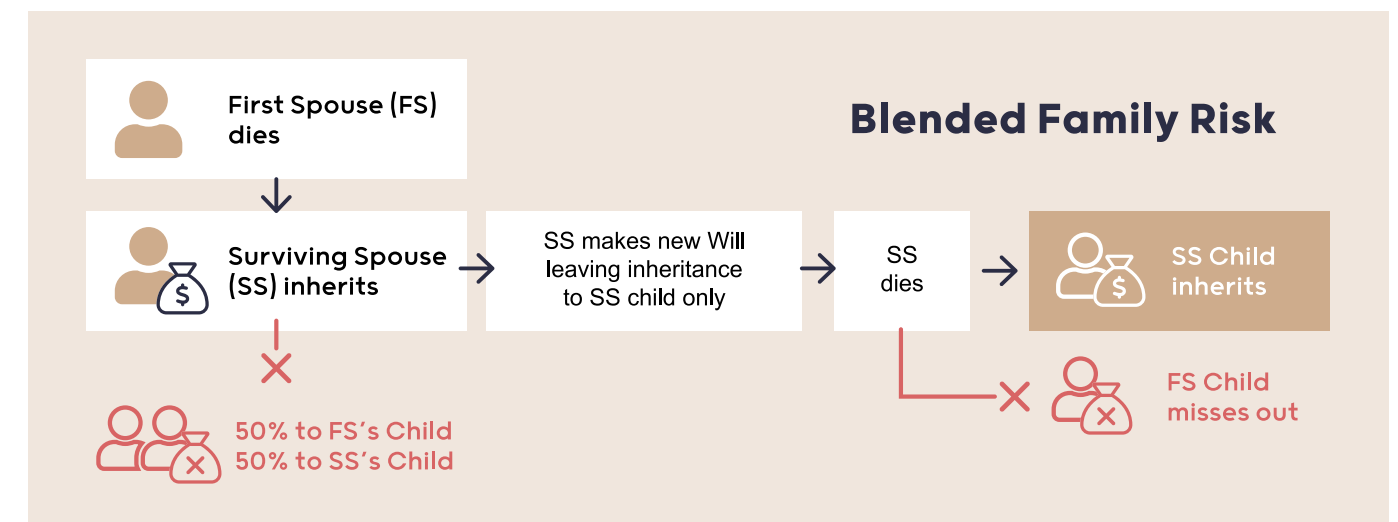 First Spouse (FS)
dies
Blended Family Risk
Surviving Spouse
(SS) inherits
$
SS makes new Will
leaving inheritance
to SS child only
SS
dies
$
SS Child
inherits
50% to FS's Child
50% to SS's Child
FS Child
misses out